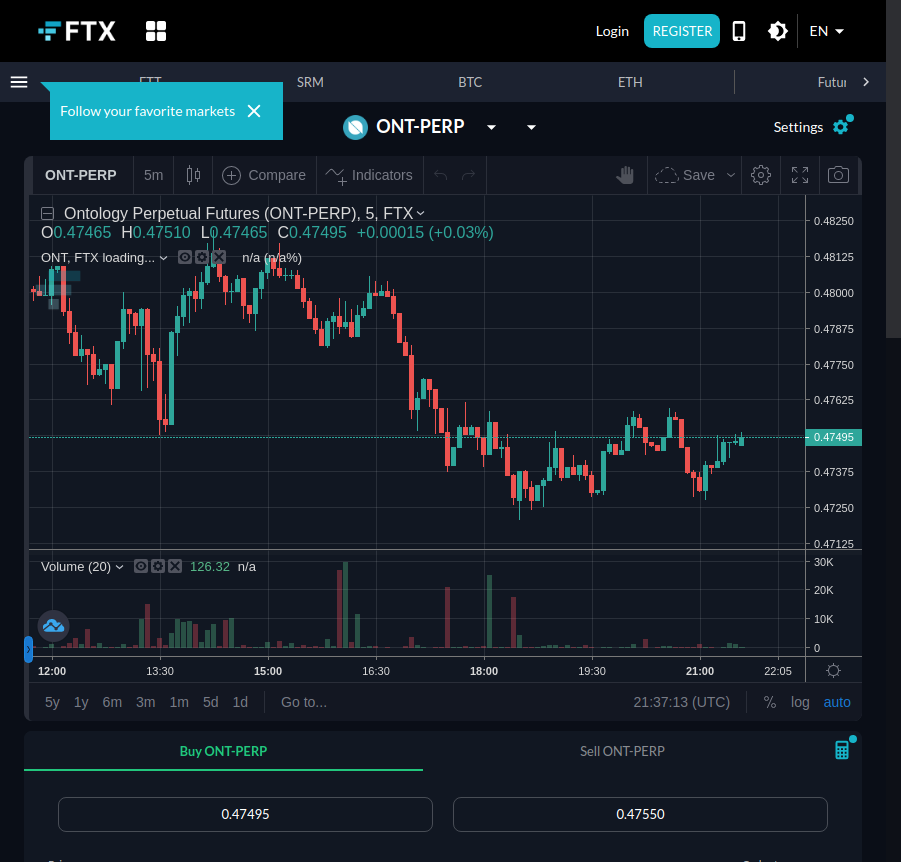 FTX
Login REGISTER EN
FTT SRM BTC ETH Futur
Follow your favorite markets
ONT-PERP
Settings
ONT-PERP 5m Compare Indicators Save
Ontology Perpetual Futures (ONT-PERP), 5, FTX
O0.47465 H0.47510 L0.47465 C0.47495 +0.00015 (+0.03%)
ONT, FTX loading... n/a (n/a%)
0.48250
0.48125
0.48000
0.47875
0.47750
0.47625
0.47495
0.47375
0.47250
0.47125
Volume (20) 126.32 n/a
30K
20K
10K
0
12:00 13:30 15:00 16:30 18:00 19:30 21:00 22:05
5y 1y 6m 3m 1m 5d 1d Go to... 21:37:13 (UTC) % log auto
Buy ONT-PERP Sell ONT-PERP
0.47495 0.47550